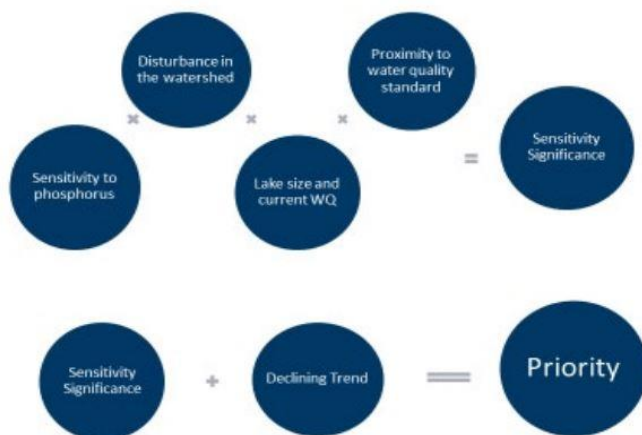 Sensitivity to
phosphorus
×
Disturbance in
the watershed
×
Lake size and
current WQ
×
Proximity to
water quality
standard
=
Sensitivity
Significance
Sensitivity
Significance
+
Declining Trend
=
Priority